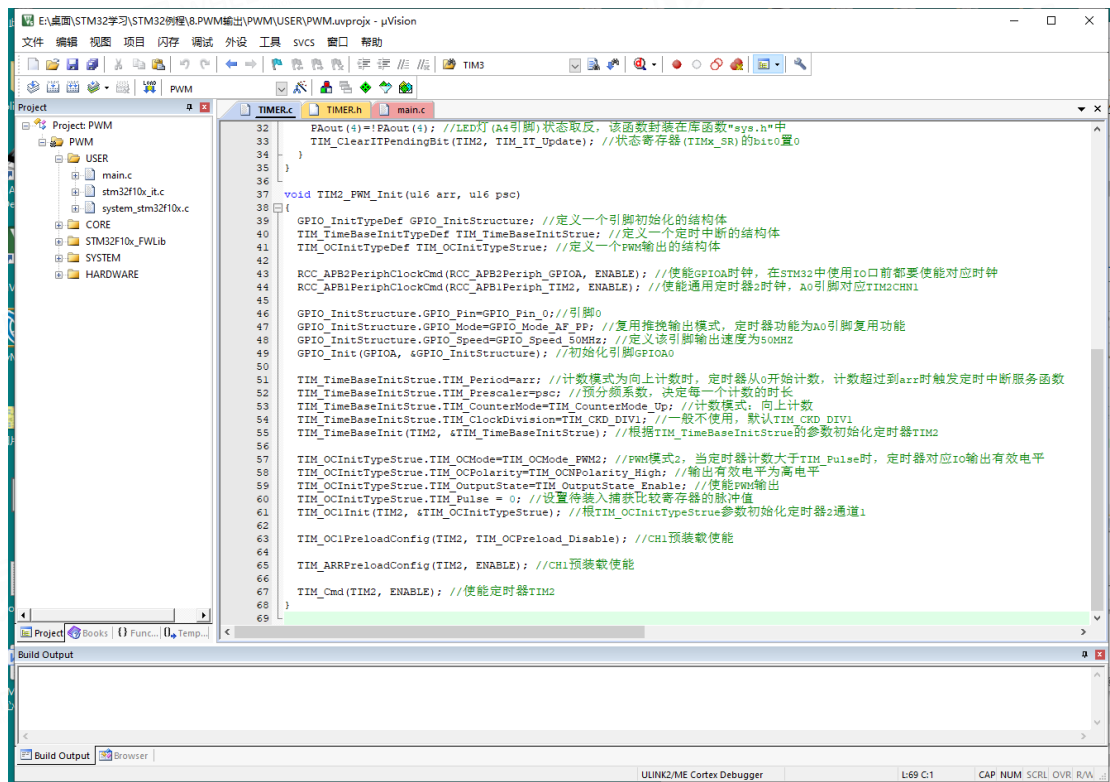 E:\桌面\STM32学习\STM32例程\8.PWM输出\PWM\USER\PWM.uvprojx - µVision
文件 编辑 视图 项目 闪存 调试 外设 工具 SVCS 窗口 帮助
TIM3
LOAD PWM
Project
TIMER.c TIMER.h main.c
Project: PWM
PWM
USER
main.c
stm32f10x_it.c
system_stm32f10x.c
CORE
STM32F10x_FWLib
SYSTEM
HARDWARE
32 PAout(4)=!PAout(4); //LED灯(A4引脚)状态取反，该函数封装在库函数"sys.h"中
33 TIM_ClearITPendingBit(TIM2, TIM_IT_Update); //状态寄存器(TIMx_SR)的bit0置0
34 }
35 }
36
37 void TIM2_PWM_Init(u16 arr, u16 psc)
38 {
39 GPIO_InitTypeDef GPIO_InitStructure; //定义一个引脚初始化的结构体
40 TIM_TimeBaseInitTypeDef TIM_TimeBaseInitStrue; //定义一个定时中断的结构体
41 TIM_OCInitTypeDef TIM_OCInitTypeStrue; //定义一个PWM输出的结构体
42
43 RCC_APB2PeriphClockCmd(RCC_APB2Periph_GPIOA, ENABLE); //使能GPIOA时钟，在STM32中使用IO口前都要使能对应时钟
44 RCC_APB1PeriphClockCmd(RCC_APB1Periph_TIM2, ENABLE); //使能通用定时器2时钟，A0引脚对应TIM2CHN1
45
46 GPIO_InitStructure.GPIO_Pin=GPIO_Pin_0;//引脚0
47 GPIO_InitStructure.GPIO_Mode=GPIO_Mode_AF_PP; //复用推挽输出模式，定时器功能为A0引脚复用功能
48 GPIO_InitStructure.GPIO_Speed=GPIO_Speed_50MHz; //定义该引脚输出速度为50MHZ
49 GPIO_Init(GPIOA, &GPIO_InitStructure); //初始化引脚GPIOA0
50
51 TIM_TimeBaseInitStrue.TIM_Period=arr; //计数模式为向上计数时，定时器从0开始计数，计数超过到arr时触发定时中断服务函数
52 TIM_TimeBaseInitStrue.TIM_Prescaler=psc; //预分频系数，决定每一个计数的时长
53 TIM_TimeBaseInitStrue.TIM_CounterMode=TIM_CounterMode_Up; //计数模式：向上计数
54 TIM_TimeBaseInitStrue.TIM_ClockDivision=TIM_CKD_DIV1; //一般不使用，默认TIM_CKD_DIV1
55 TIM_TimeBaseInit(TIM2, &TIM_TimeBaseInitStrue); //根据TIM_TimeBaseInitStrue的参数初始化定时器TIM2
56
57 TIM_OCInitTypeStrue.TIM_OCMode=TIM_OCMode_PWM2; //PWM模式2，当定时器计数大于TIM_Pulse时，定时器对应IO输出有效电平
58 TIM_OCInitTypeStrue.TIM_OCPolarity=TIM_OCNPolarity_High; //输出有效电平为高电平
59 TIM_OCInitTypeStrue.TIM_OutputState=TIM_OutputState_Enable; //使能PWM输出
60 TIM_OCInitTypeStrue.TIM_Pulse = 0; //设置待装入捕获比较寄存器的脉冲值
61 TIM_OC1Init(TIM2, &TIM_OCInitTypeStrue); //根TIM_OCInitTypeStrue参数初始化定时器2通道1
62
63 TIM_OC1PreloadConfig(TIM2, TIM_OCPreload_Disable); //CH1预装载使能
64
65 TIM_ARRPreloadConfig(TIM2, ENABLE); //CH1预装载使能
66
67 TIM_Cmd(TIM2, ENABLE); //使能定时器TIM2
68 }
69
Project Books {} Func... Temp...
Build Output
Build Output Browser
ULINK2/ME Cortex Debugger L:69 C:1 CAP NUM SCRL OVR R/W